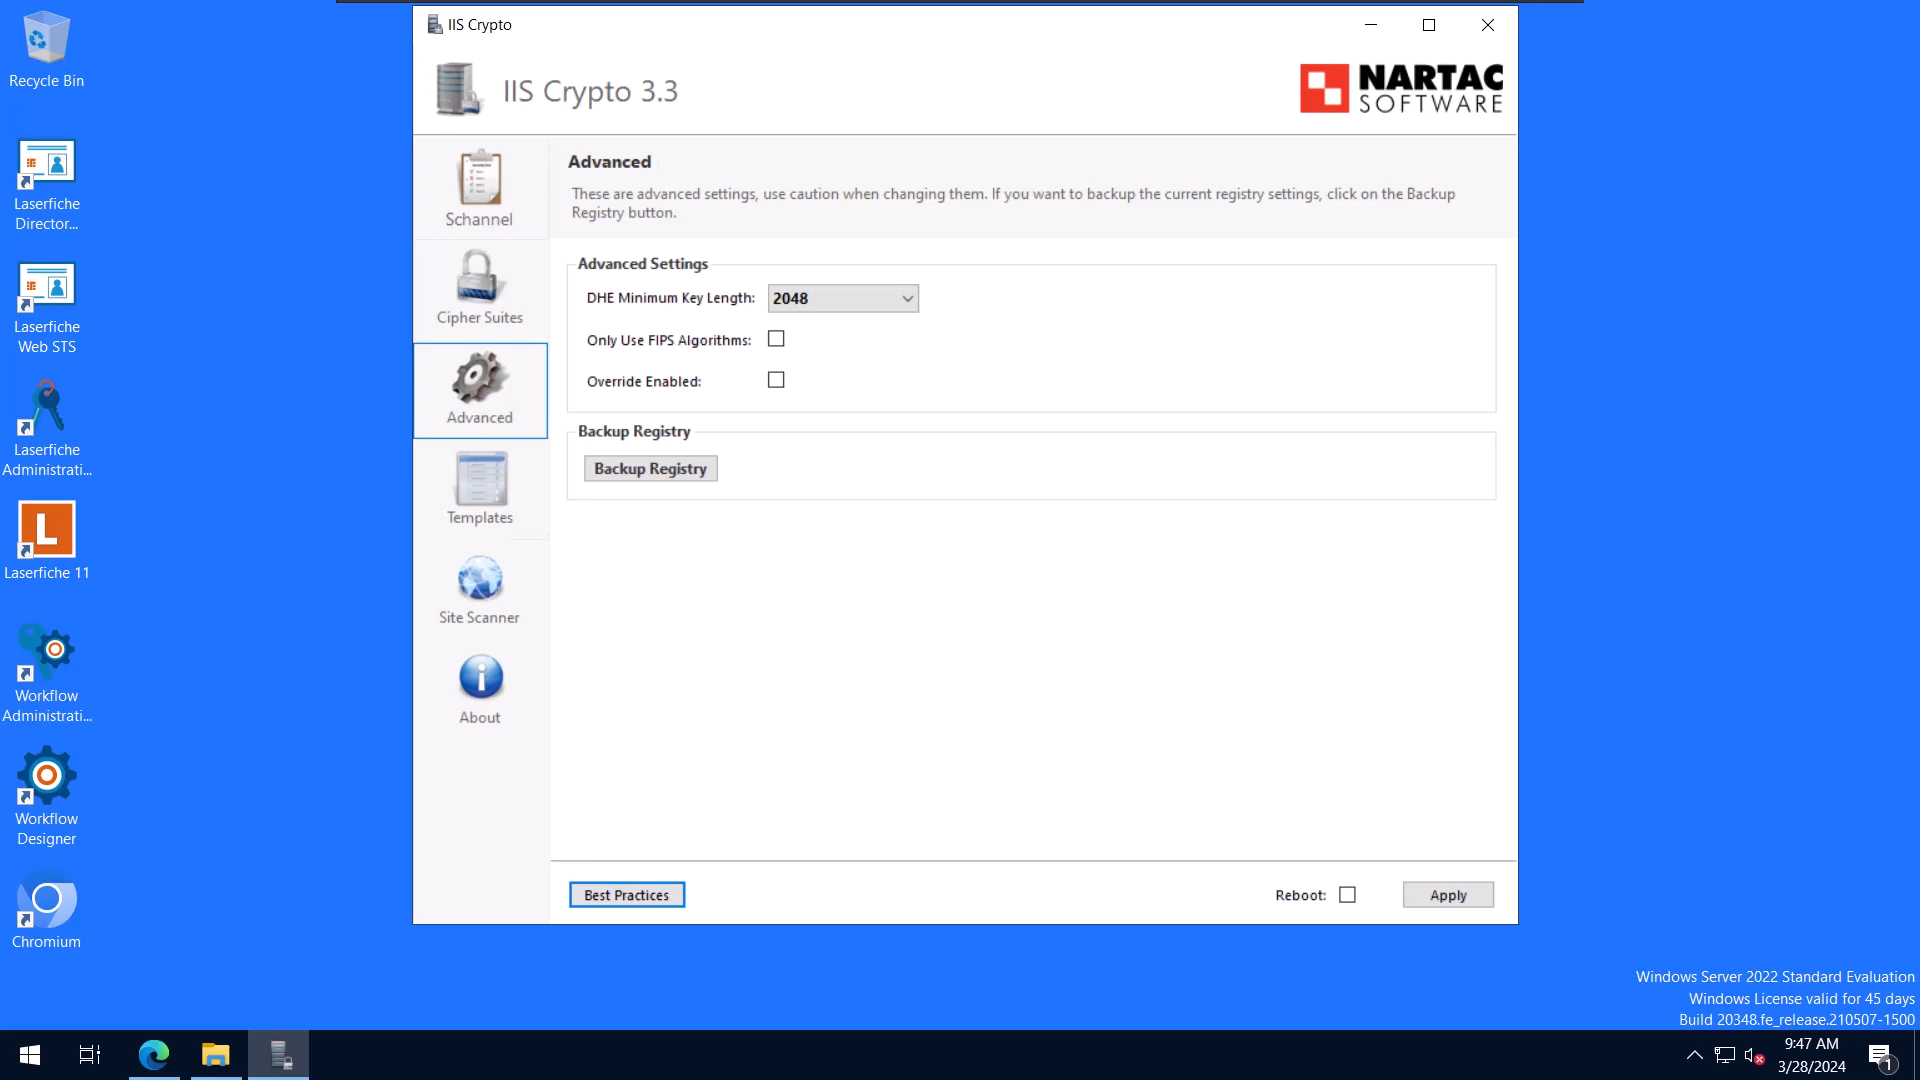 Recycle Bin
Laserfiche
Director...
Laserfiche
Web STS
Laserfiche
Administrati...
Laserfiche 11
Workflow
Administrati...
Workflow
Designer
Chromium
IIS Crypto
IIS Crypto 3.3
NARTAC
SOFTWARE
Schannel
Cipher Suites
Advanced
Templates
Site Scanner
About
Advanced
These are advanced settings, use caution when changing them. If you want to backup the current registry settings, click on the Backup
Registry button.
Advanced Settings
DHE Minimum Key Length: 2048
Only Use FIPS Algorithms:
Override Enabled:
Backup Registry
Backup Registry
Best Practices
Reboot:
Apply
Windows Server 2022 Standard Evaluation
Windows License valid for 45 days
Build 20348.fe_release.210507-1500
9:47 AM
3/28/2024
1